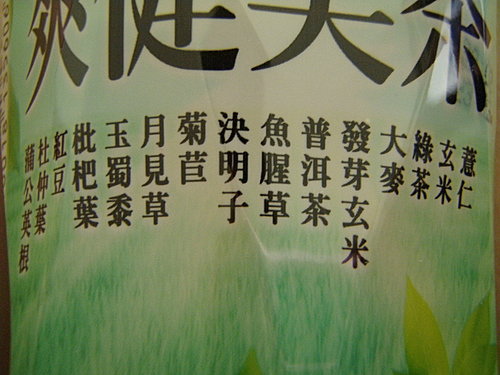 爽健美茶
薏仁
玄米
綠茶
大麥
發芽玄米
普洱茶
魚腥草
決明子
菊苣
月見草
玉蜀黍
枇杷葉
紅豆
杜仲葉
蒲公英根